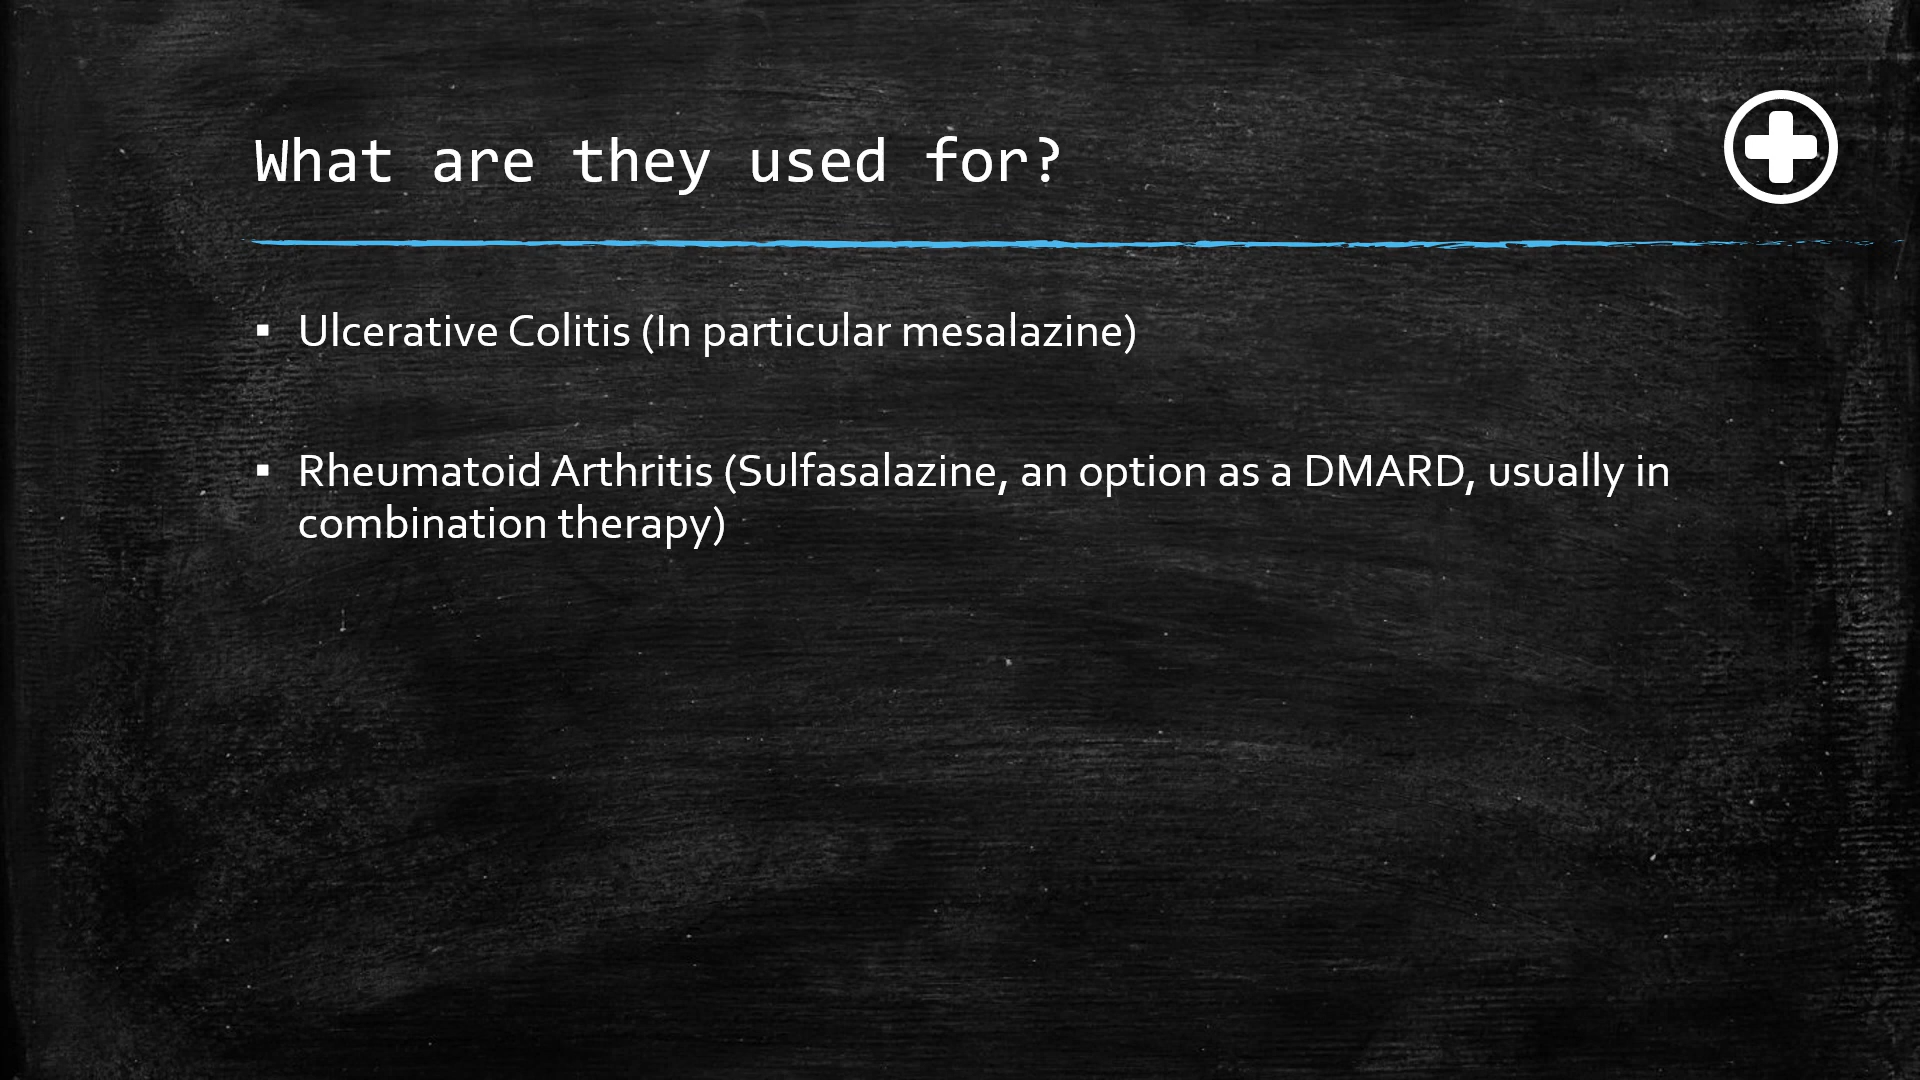 What are they used for?
▪ Ulcerative Colitis (In particular mesalazine)
▪ Rheumatoid Arthritis (Sulfasalazine, an option as a DMARD, usually in
combination therapy)